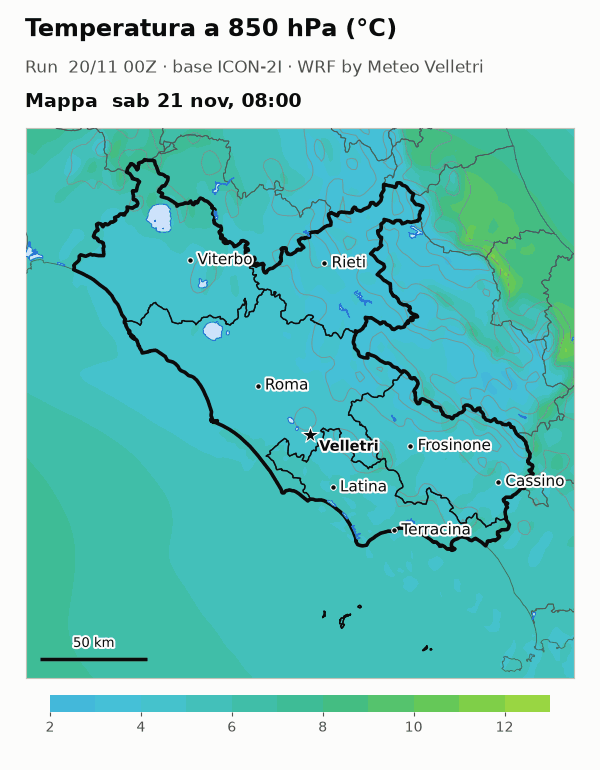 Temperatura a 850 hPa (°C)
Run  20/11 00Z · base ICON-2I · WRF by Meteo Velletri
Mappa  sab 21 nov, 08:00
Viterbo
Rieti
Roma
Velletri
Frosinone
Latina
Cassino
Terracina
50 km
2 4 6 8 10 12